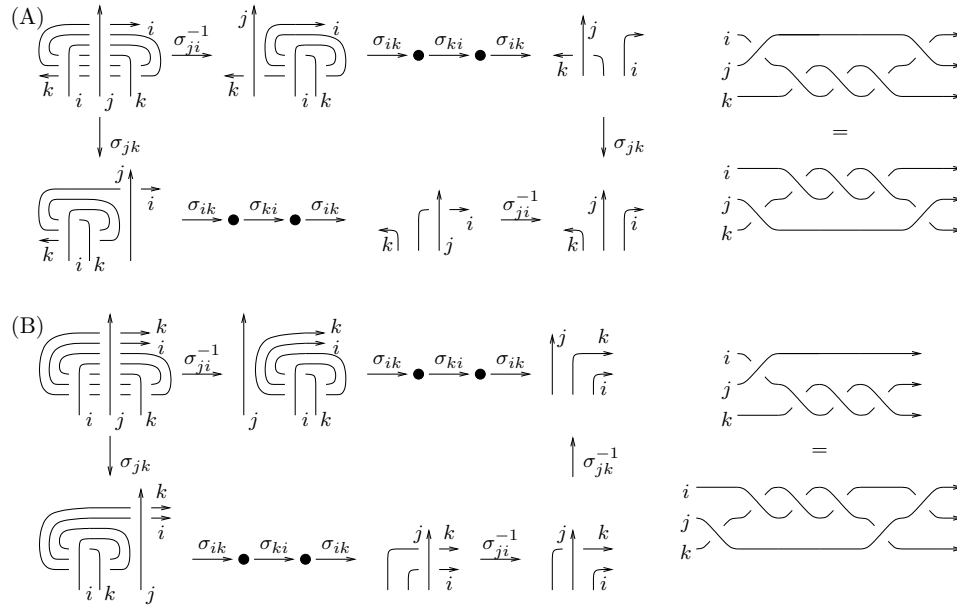 (A)
i
σ_{ji}^{-1}
j
i
σ_{ik} σ_{ki} σ_{ik}
j
i
k
i j k
k
i k
k
i
j
k
σ_{jk}
σ_{jk}
=
j
i
k
i k
σ_{ik} σ_{ki} σ_{ik}
k
i
j
σ_{ji}^{-1}
j
k
i
i
j
k
(B)
k
i
σ_{ji}^{-1}
k
i
σ_{ik} σ_{ki} σ_{ik}
j
k
i
i
j
k
i j k
j
i k
σ_{jk}
σ_{jk}^{-1}
=
k
i
i k
j
σ_{ik} σ_{ki} σ_{ik}
j
k
i
σ_{ji}^{-1}
j
k
i
i
j
k